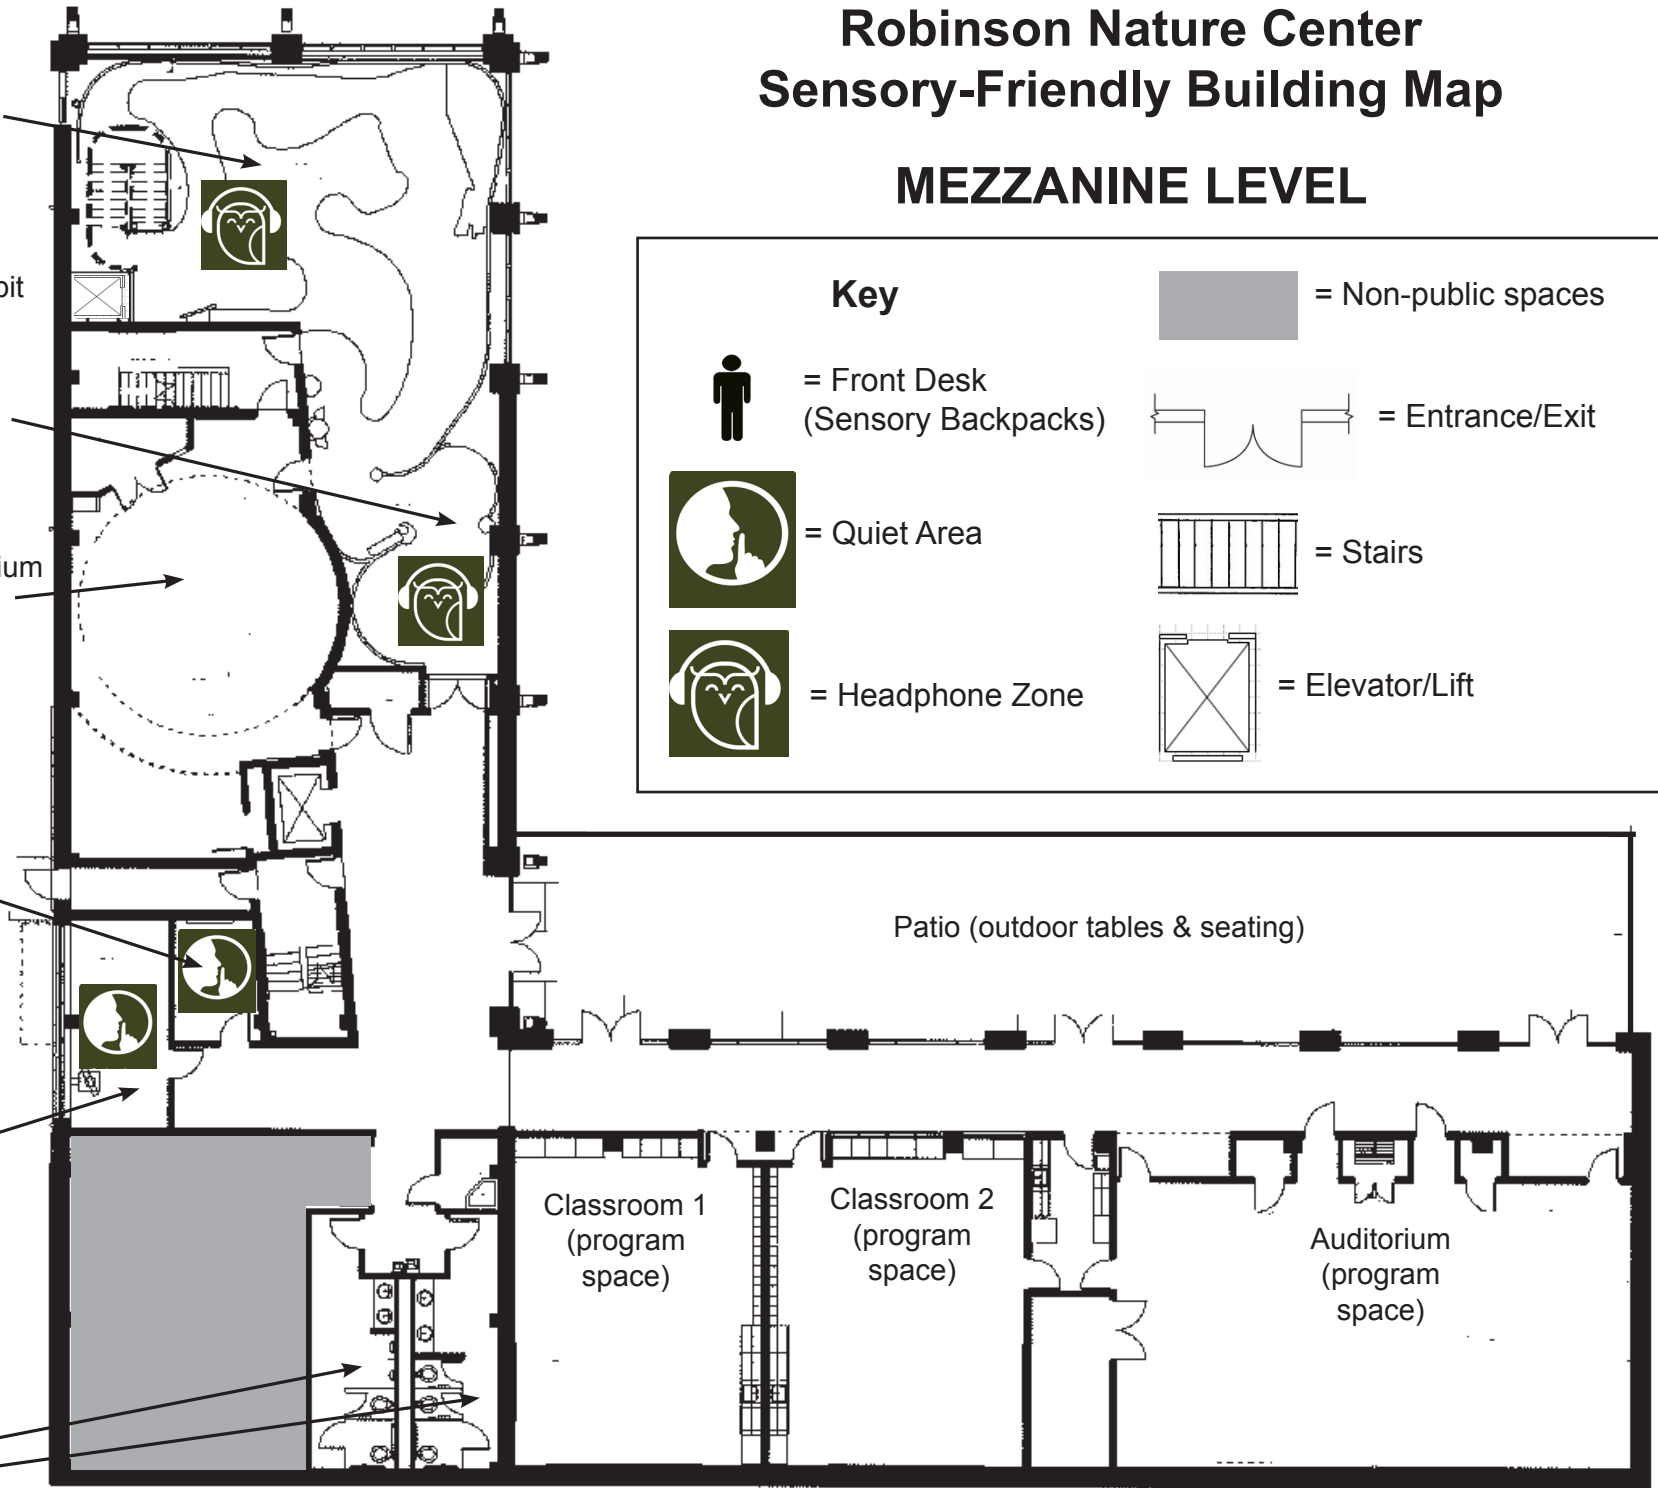 Robinson Nature Center
Sensory-Friendly Building Map
MEZZANINE LEVEL
Key
= Front Desk
(Sensory Backpacks)
= Quiet Area
= Headphone Zone
= Non-public spaces
= Entrance/Exit
= Stairs
= Elevator/Lift
Patio (outdoor tables & seating)
Classroom 1
(program
space)
Classroom 2
(program
space)
Auditorium
(program
space)